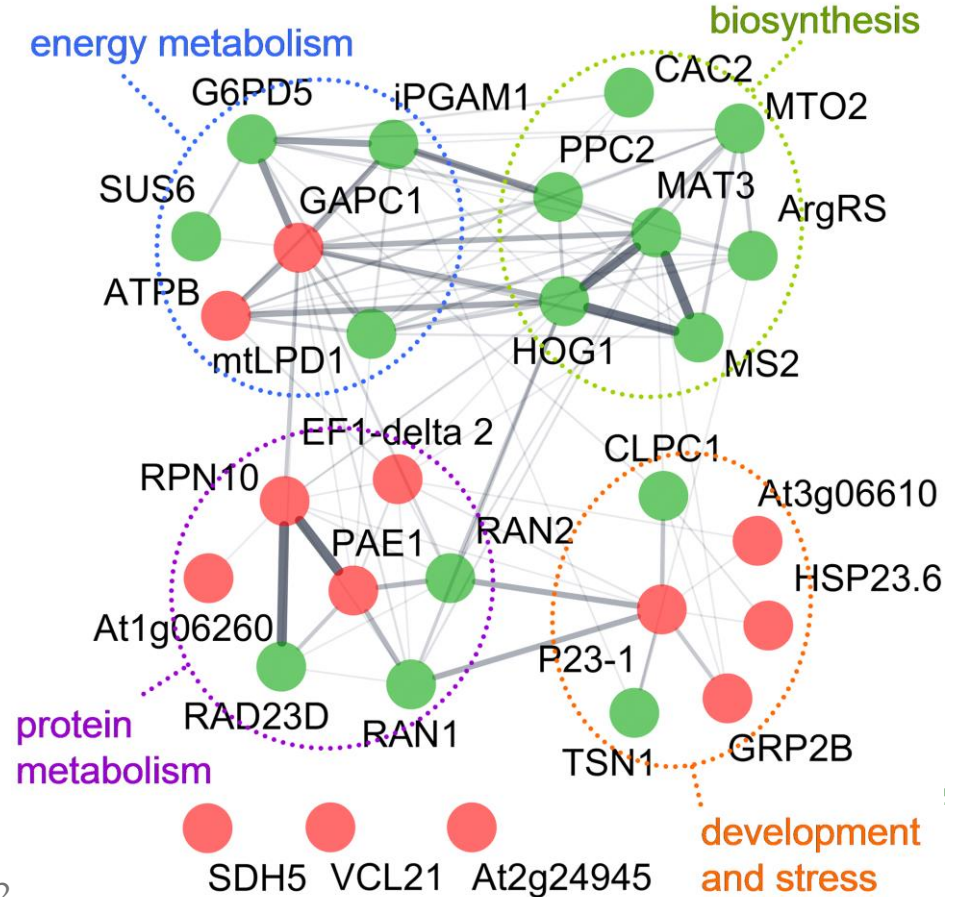 biosynthesis
energy metabolism
CAC2
G6PD5
iPGAM1
MTO2
PPC2
MAT3
SUS6
GAPC1
ArgRS
ATPB
mtLPD1
HOG1
MS2
EF1-delta 2
CLPC1
RPN10
At3g06610
PAE1
RAN2
HSP23.6
At1g06260
P23-1
RAD23D
RAN1
TSN1
GRP2B
protein
metabolism
development
and stress
SDH5
VCL21
At2g24945